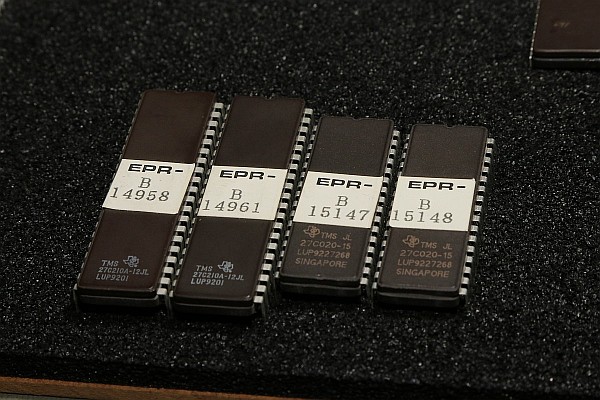 EPR-
B
14958
TMS
27C210A-12JL
LUP9201
EPR-
B
14961
TMS
27C210A-12JL
LUP9201
EPR-
B
15147
TMS JL
27C020-15
LUP9227268
SINGAPORE
EPR-
B
15148
TMS JL
27C020-15
LUP9227268
SINGAPORE